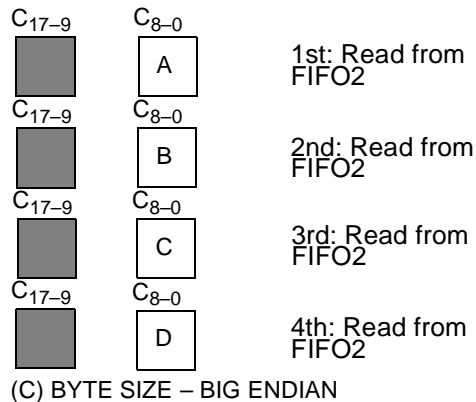 C17–9 C8–0
A 1st: Read from
FIFO2
C17–9 C8–0
B 2nd: Read from
FIFO2
C17–9 C8–0
C 3rd: Read from
FIFO2
C17–9 C8–0
D 4th: Read from
FIFO2
(C) BYTE SIZE – BIG ENDIAN